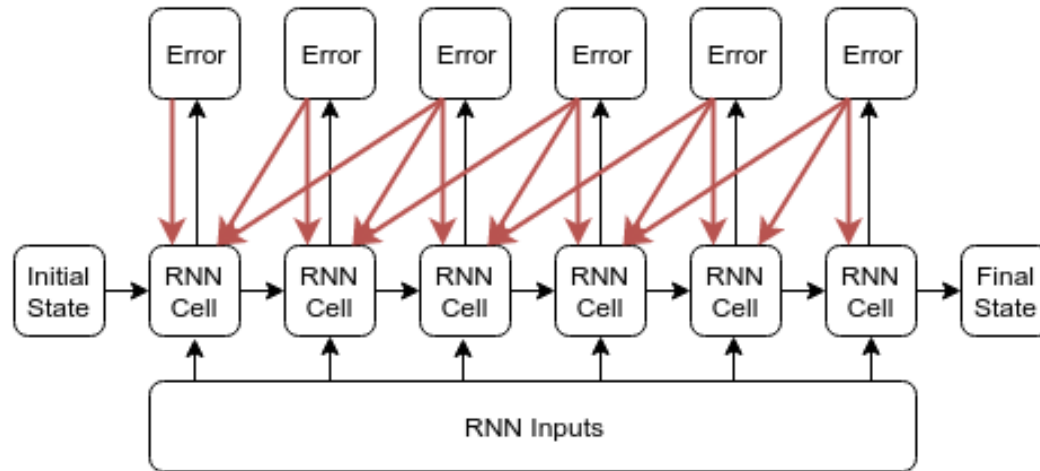 Error Error Error Error Error Error
Initial RNN RNN RNN RNN RNN RNN Final
State Cell Cell Cell Cell Cell Cell State
RNN Inputs